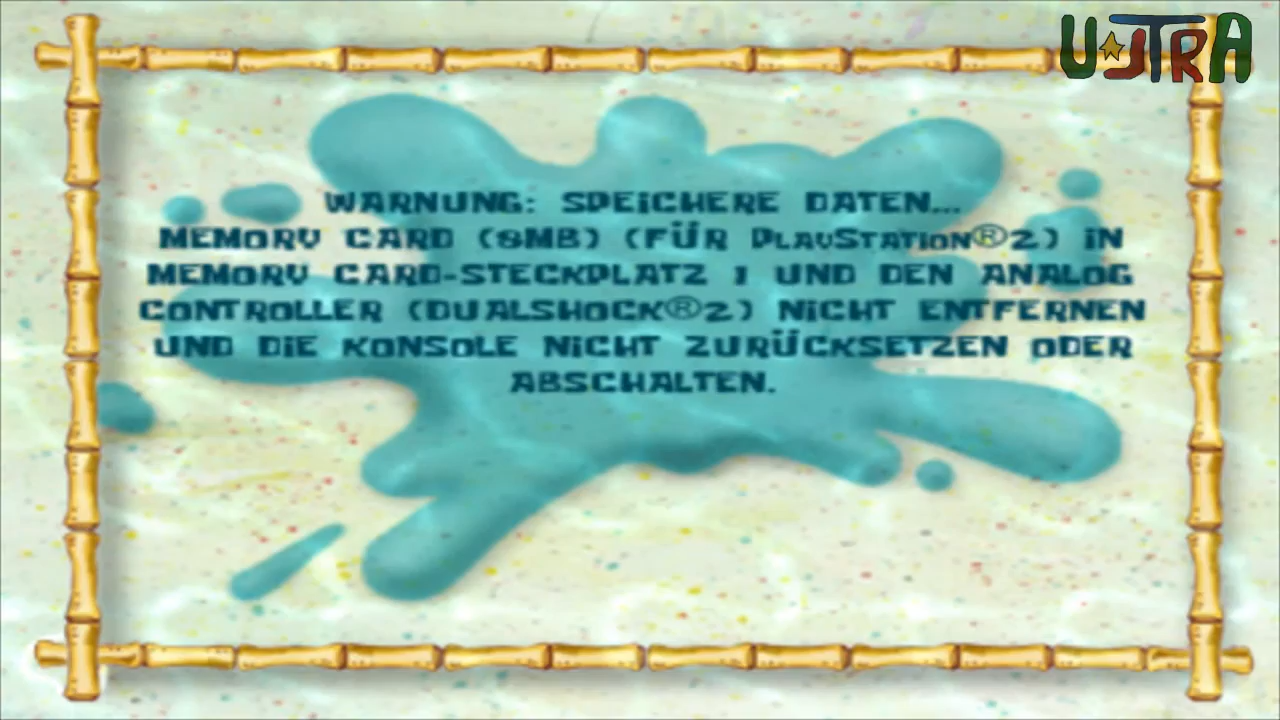 U★JTRA
WARNUNG: SPEICHERE DATEN...
MEMORY CARD (8MB) (FÜR PLAYSTATION®2) IN
MEMORY CARD-STECKPLATZ 1 UND DEN ANALOG
CONTROLLER (DUALSHOCK®2) NICHT ENTFERNEN
UND DIE KONSOLE NICHT ZURÜCKSETZEN ODER
ABSCHALTEN.